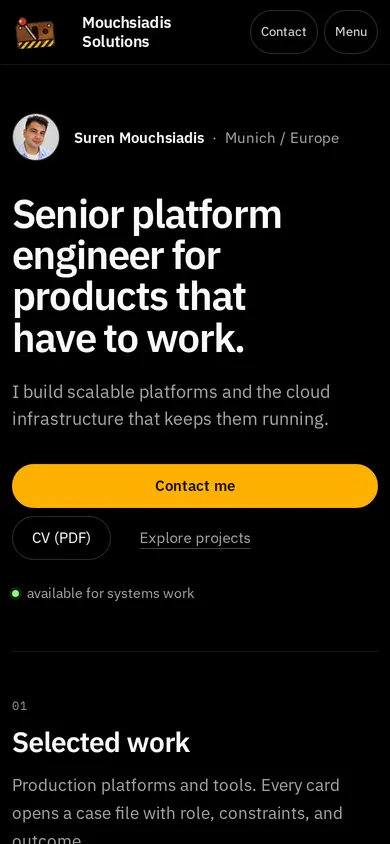 Mouchsiadis
Solutions
Contact
Menu
Suren Mouchsiadis · Munich / Europe
Senior platform
engineer for
products that
have to work.
I build scalable platforms and the cloud
infrastructure that keeps them running.
Contact me
CV (PDF)
Explore projects
available for systems work
01
Selected work
Production platforms and tools. Every card
opens a case file with role, constraints, and
outcome